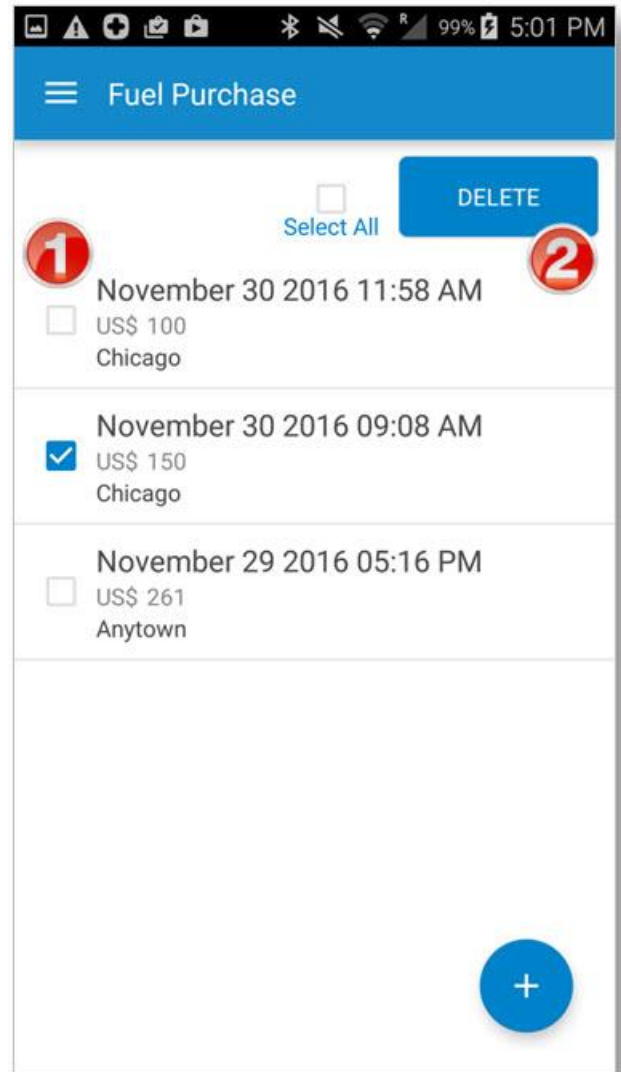 R 99% 5:01 PM
Fuel Purchase
DELETE
Select All
1
2
November 30 2016 11:58 AM
US$ 100
Chicago
November 30 2016 09:08 AM
US$ 150
Chicago
November 29 2016 05:16 PM
US$ 261
Anytown
+